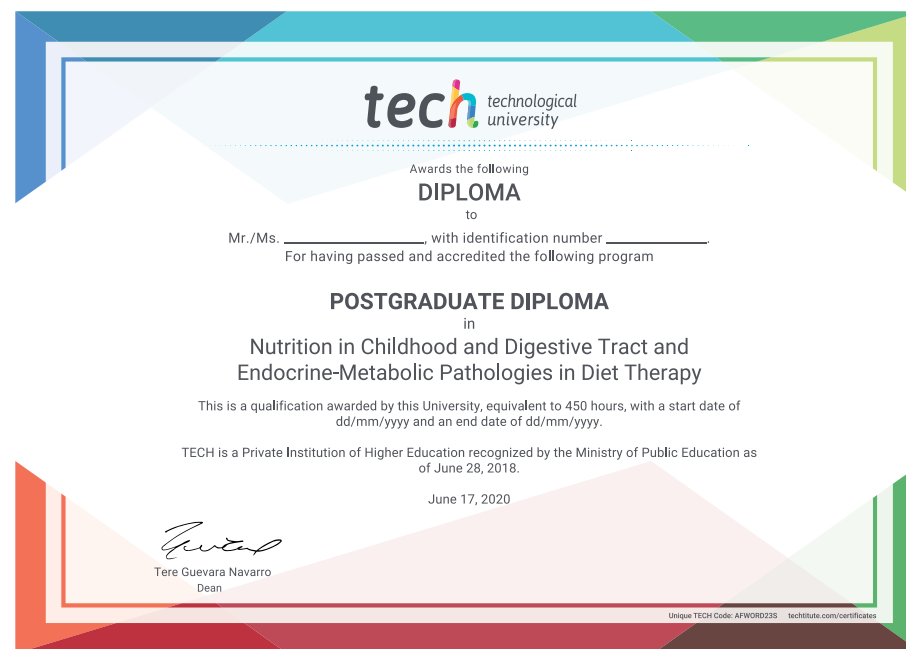 tech technological
university
Awards the following
DIPLOMA
to
Mr./Ms. ____________, with identification number ____________.
For having passed and accredited the following program
POSTGRADUATE DIPLOMA
in
Nutrition in Childhood and Digestive Tract and
Endocrine-Metabolic Pathologies in Diet Therapy
This is a qualification awarded by this University, equivalent to 450 hours, with a start date of
dd/mm/yyyy and an end date of dd/mm/yyyy.
TECH is a Private Institution of Higher Education recognized by the Ministry of Public Education as
of June 28, 2018.
June 17, 2020
Tere Guevara Navarro
Dean
Unique TECH Code: AFWORD23S techtitute.com/certificates